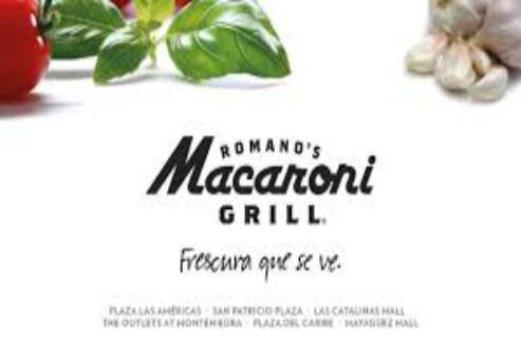 ROMANO'S
Macaroni
GRILL
Frescura que se ve.
PLAZA LAS AMÉRICAS · SAN PATRICIO PLAZA · LAS CATALINAS MALL
THE OUTLETS AT MONTEHIEDRA · PLAZA DEL CARIBE · MAYAGÜEZ MALL